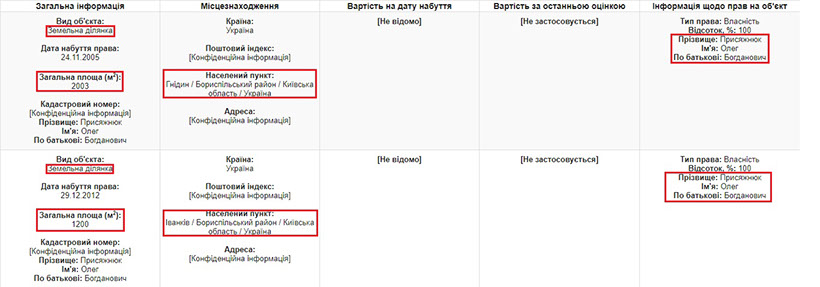 Загальна інформація
Місцезнаходження
Вартість на дату набуття
Вартість за останньою оцінкою
Інформація щодо прав на об'єкт
Вид об'єкта:
Земельна ділянка
Дата набуття права:
24.11.2005
Загальна площа (м²):
2003
Кадастровий номер:
[Конфіденційна інформація]
Прізвище: Присяжнюк
Ім'я: Олег
По батькові: Богданович
Країна:
Україна
Поштовий індекс:
[Конфіденційна інформація]
Населений пункт:
Гнідин / Бориспільський район / Київська
область / Україна
Адреса:
[Конфіденційна інформація]
[Не відомо]
[Не застосовується]
Тип права: Власність
Відсоток, %: 100
Прізвище: Присяжнюк
Ім'я: Олег
По батькові: Богданович
Вид об'єкта:
Земельна ділянка
Дата набуття права:
29.12.2012
Загальна площа (м²):
1200
Кадастровий номер:
[Конфіденційна інформація]
Прізвище: Присяжнюк
Ім'я: Олег
По батькові: Богданович
Країна:
Україна
Поштовий індекс:
[Конфіденційна інформація]
Населений пункт:
Іванків / Бориспільський район / Київська
область / Україна
Адреса:
[Конфіденційна інформація]
[Не відомо]
[Не застосовується]
Тип права: Власність
Відсоток, %: 100
Прізвище: Присяжнюк
Ім'я: Олег
По батькові: Богданович